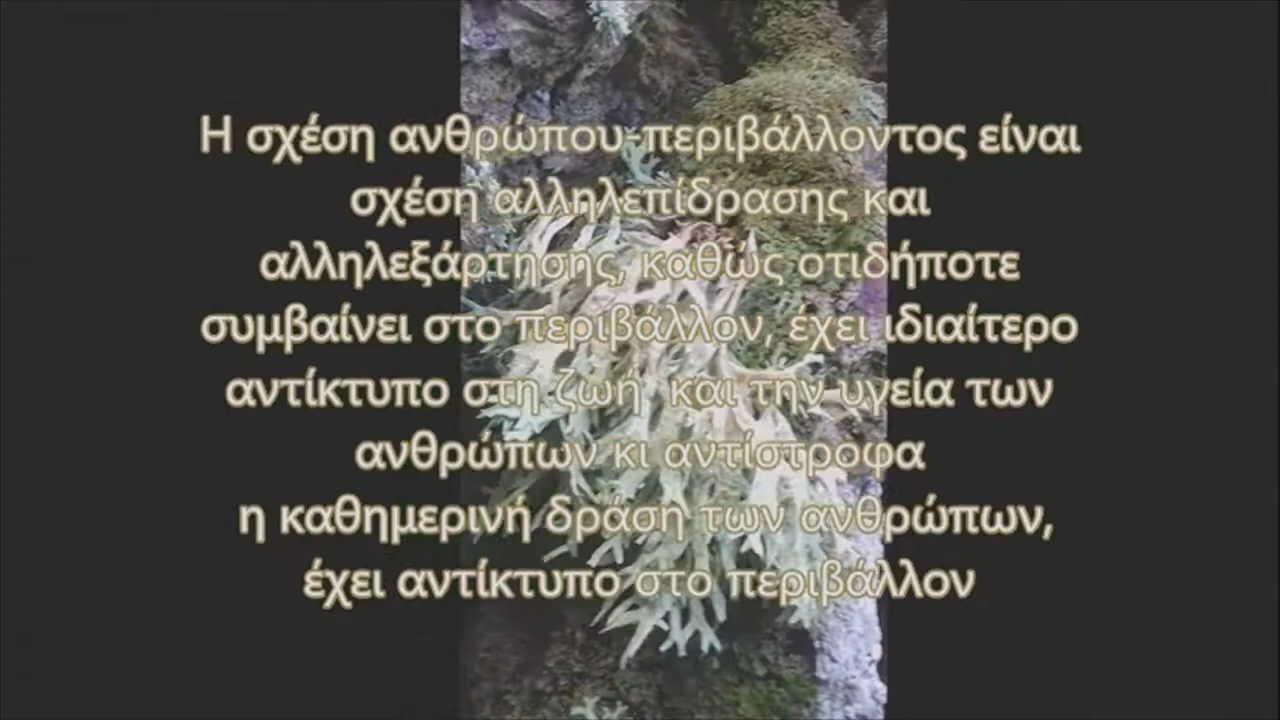 Η σχέση ανθρώπου-περιβάλλοντος είναι
σχέση αλληλεπίδρασης και
αλληλεξάρτησης, καθώς οτιδήποτε
συμβαίνει στο περιβάλλον, έχει ιδιαίτερο
αντίκτυπο στη ζωή και την υγεία των
ανθρώπων κι αντίστροφα
η καθημερινή δράση των ανθρώπων,
έχει αντίκτυπο στο περιβάλλον